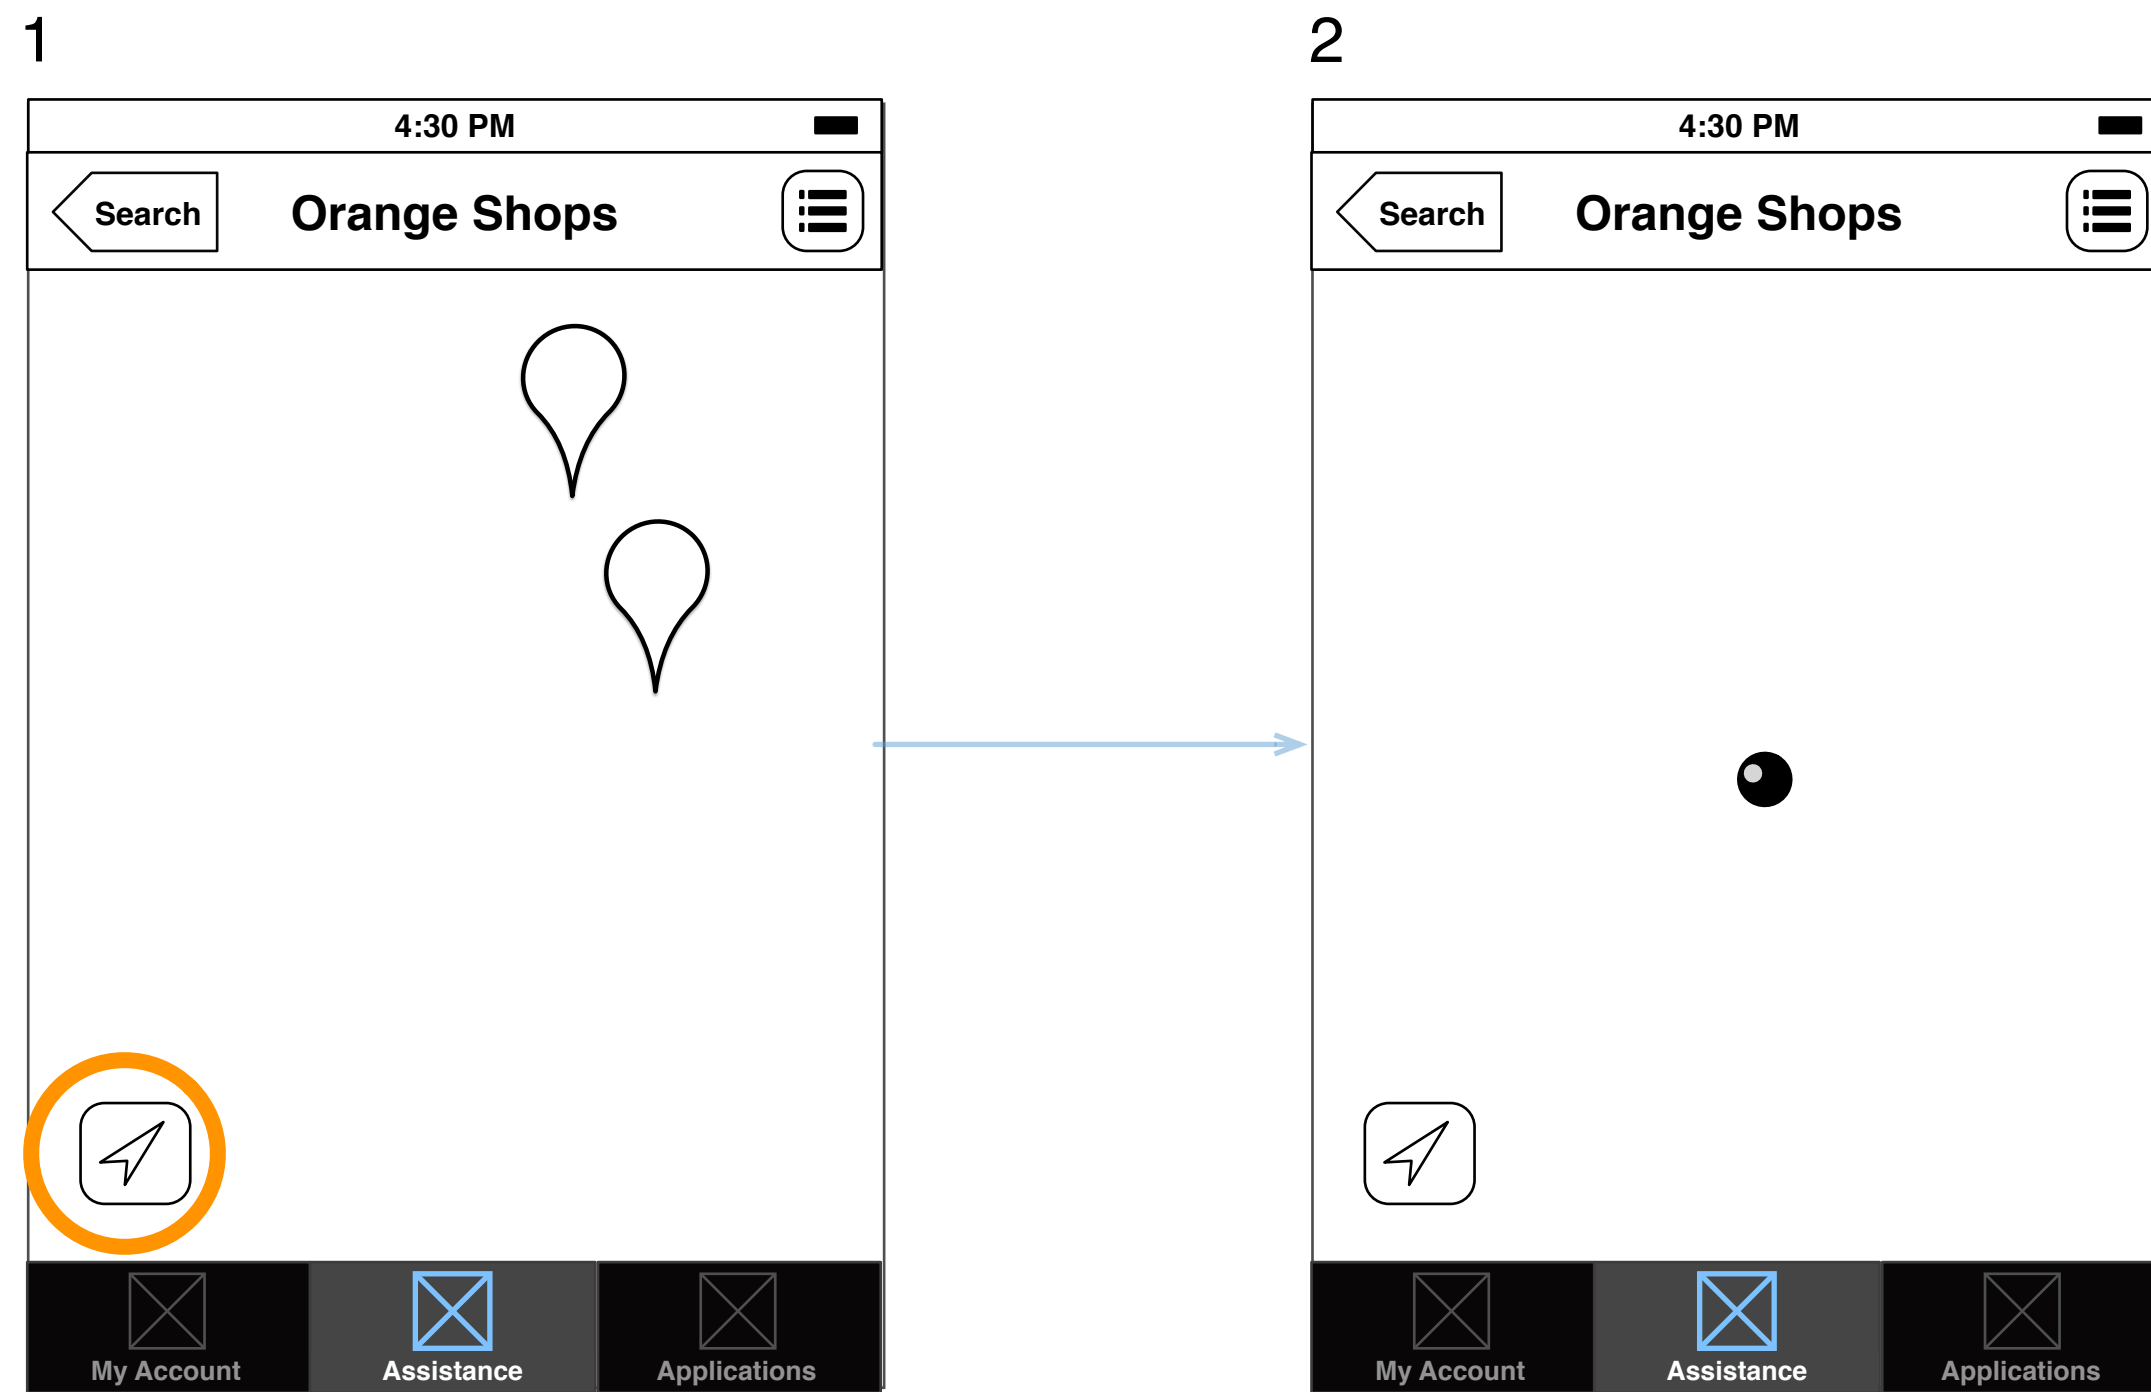 1
4:30 PM
Search
Orange Shops
My Account
Assistance
Applications
2
4:30 PM
Search
Orange Shops
My Account
Assistance
Applications